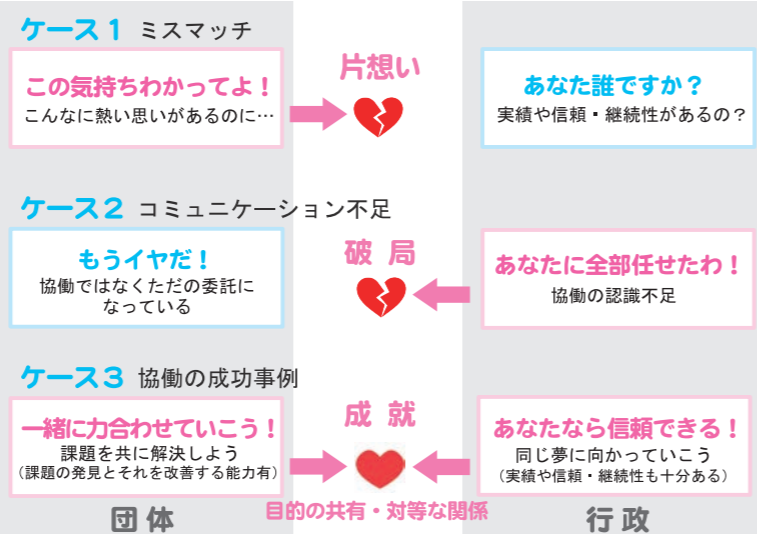 ケース1 ミスマッチ
この気持ちわかってよ！
こんなに熱い思いがあるのに…
片想い
あなた誰ですか？
実績や信頼・継続性があるの？
ケース2 コミュニケーション不足
もうイヤだ！
協働ではなくただの委託に
なっている
破局
あなたに全部任せたわ！
協働の認識不足
ケース3 協働の成功事例
一緒に力合わせていこう！
課題を共に解決しよう
（課題の発見とそれを改善する能力有）
成就
あなたなら信頼できる！
同じ夢に向かっていこう
（実績や信頼・継続性も十分ある）
目的の共有・対等な関係
団体
行政